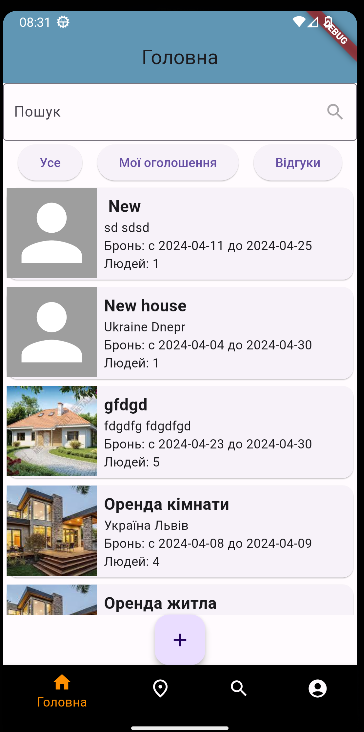 08:31
DEBUG
Головна
Пошук
Усе
Мої оголошення
Відгуки
New
sd sdsd
Бронь: с 2024-04-11 до 2024-04-25
Людей: 1
New house
Ukraine Dnepr
Бронь: с 2024-04-04 до 2024-04-30
Людей: 1
gfdgd
fdgdfg fdgdfgd
Бронь: с 2024-04-23 до 2024-04-30
Людей: 5
Оренда кімнати
Україна Львів
Бронь: с 2024-04-08 до 2024-04-09
Людей: 4
Оренда житла
+
Головна